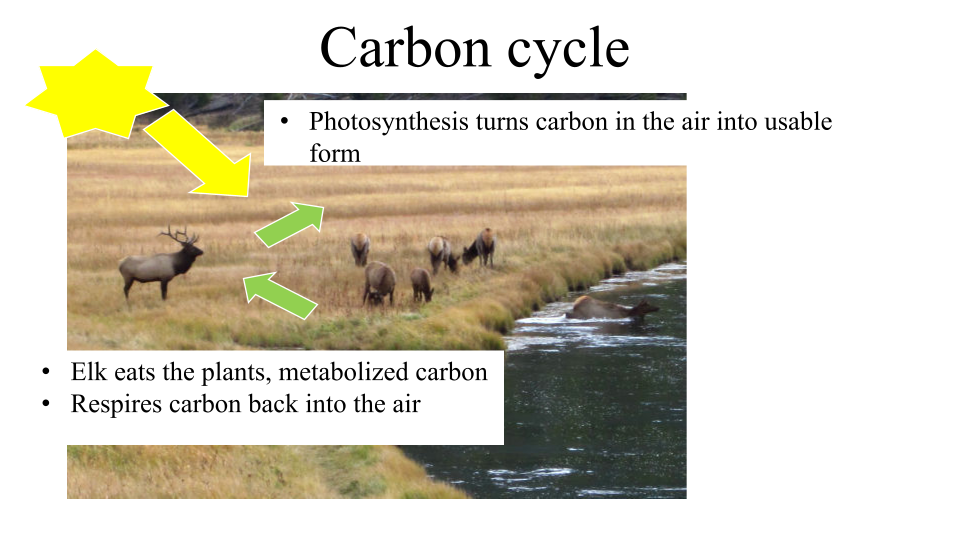 Carbon cycle
• Photosynthesis turns carbon in the air into usable
form
• Elk eats the plants, metabolized carbon
• Respires carbon back into the air